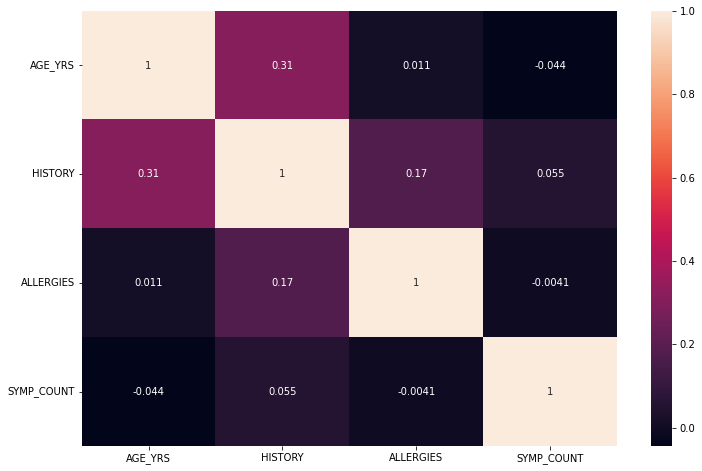 AGE_YRS 1 0.31 0.011 -0.044
HISTORY 0.31 1 0.17 0.055
ALLERGIES 0.011 0.17 1 -0.0041
SYMP_COUNT -0.044 0.055 -0.0041 1
AGE_YRS HISTORY ALLERGIES SYMP_COUNT
1.0
0.8
0.6
0.4
0.2
0.0